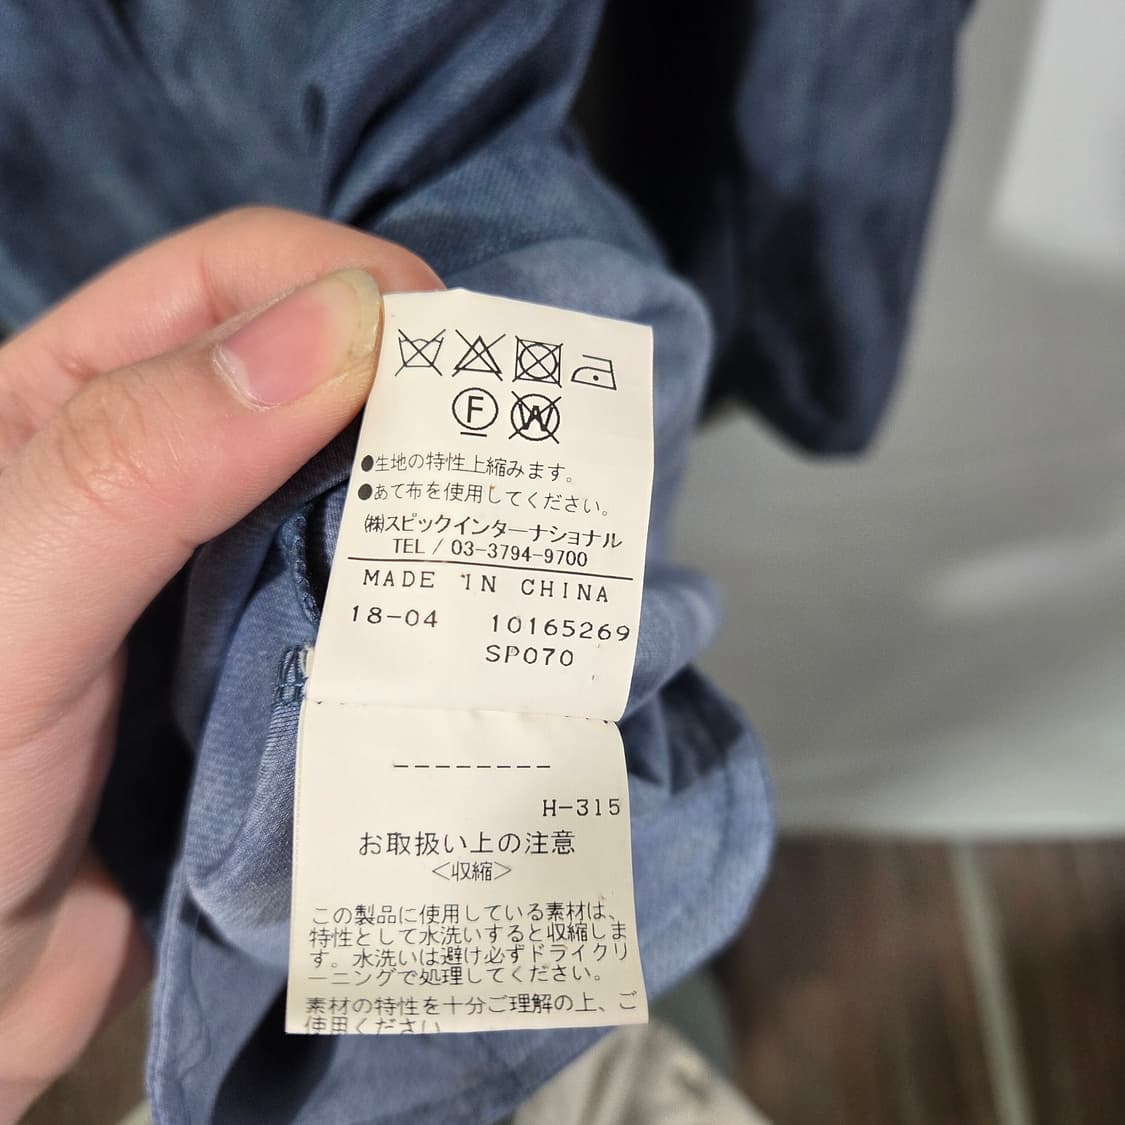 F W
●生地の特性上縮みます。
●あて布を使用してください。
㈱スピックインターナショナル
TEL / 03-3794-9700
MADE IN CHINA
18-04 10165269
SP070
--------
H-315
お取扱い上の注意
<収縮>
この製品に使用している素材は、
特性として水洗いすると収縮しま
す。水洗いは避け必ずドライクリ
ーニングで処理してください。
素材の特性を十分ご理解の上、ご
使用ください